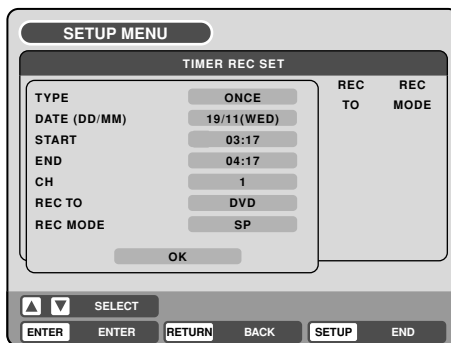 SETUP MENU
TIMER REC SET
REC REC
TO MODE
TYPE ONCE
DATE (DD/MM) 19/11(WED)
START 03:17
END 04:17
CH 1
REC TO DVD
REC MODE SP
OK
SELECT
ENTER ENTER RETURN BACK SETUP END